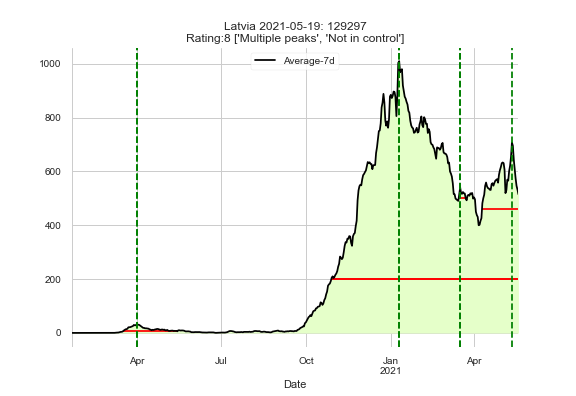 Latvia 2021-05-19: 129297
Rating:8 ['Multiple peaks', 'Not in control']
Average-7d
1000
800
600
400
200
0
Apr
Jul
Oct
Jan
2021
Apr
Date